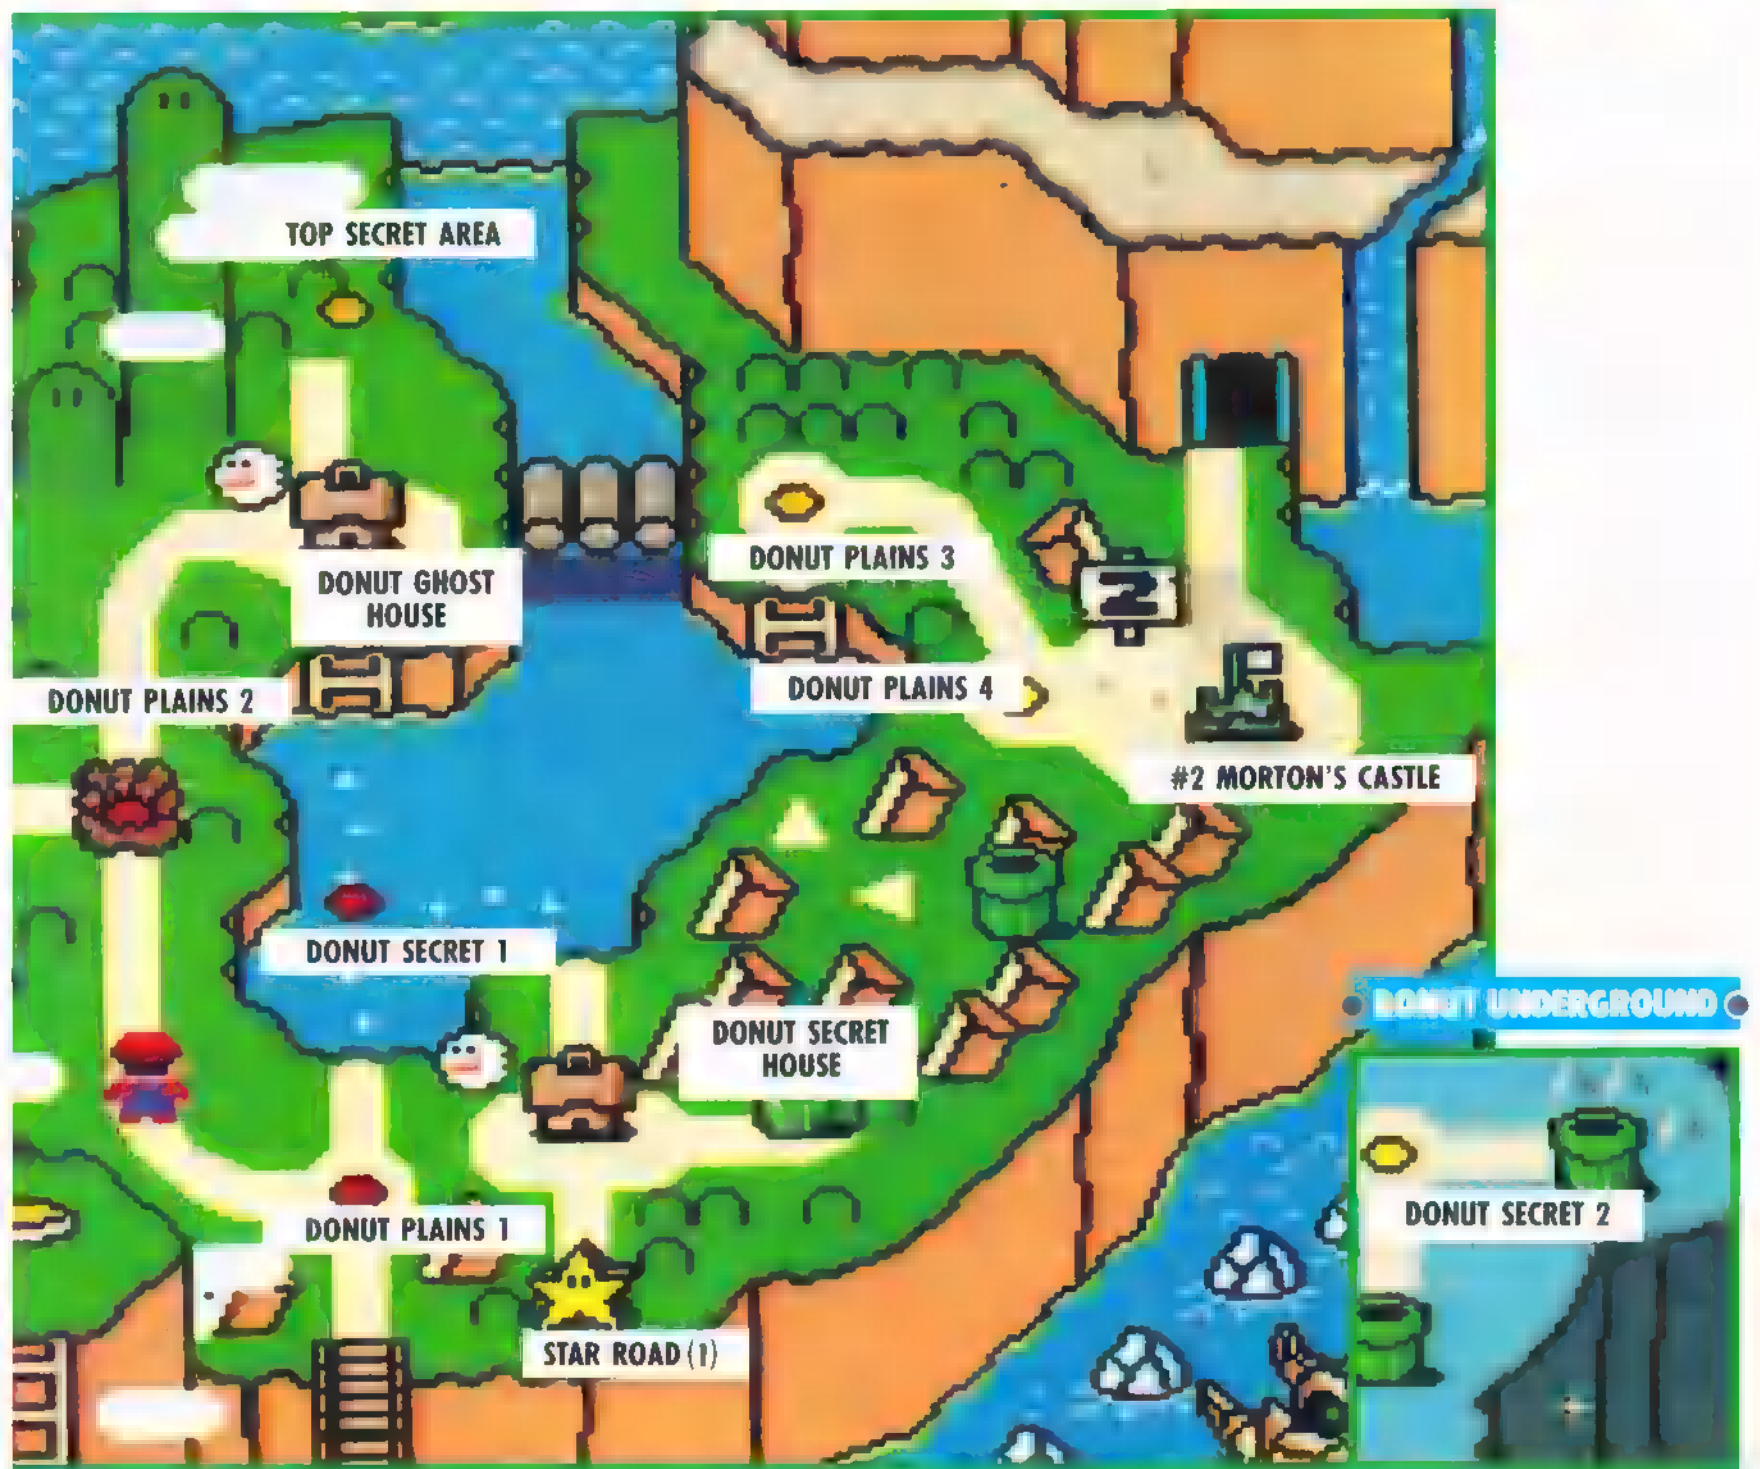 TOP SECRET AREA
DONUT PLAINS 3
DONUT GHOST
HOUSE
2
DONUT PLAINS 4
DONUT PLAINS 2
#2 MORTON'S CASTLE
DONUT SECRET 1
DONUT UNDERGROUND
DONUT SECRET
HOUSE
DONUT SECRET 2
DONUT PLAINS 1
STAR ROAD (1)